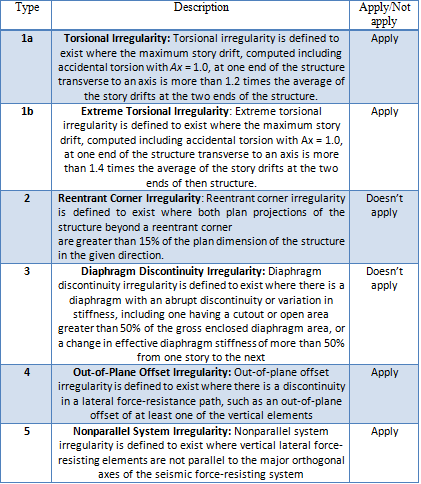 Type Description Apply/Not
apply
1a Torsional Irregularity: Torsional irregularity is defined to Apply
exist where the maximum story drift, computed including
accidental torsion with Ax = 1.0, at one end of the structure
transverse to an axis is more than 1.2 times the average of
the story drifts at the two ends of the structure.
1b Extreme Torsional Irregularity: Extreme torsional Apply
irregularity is defined to exist where the maximum story
drift, computed including accidental torsion with Ax = 1.0,
at one end of the structure transverse to an axis is more
than 1.4 times the average of the story drifts at the two
ends of then structure.
2 Reentrant Corner Irregularity: Reentrant corner irregularity Doesn't
is defined to exist where both plan projections of the apply
structure beyond a reentrant corner
are greater than 15% of the plan dimension of the structure
in the given direction.
3 Diaphragm Discontinuity Irregularity: Diaphragm Doesn't
discontinuity irregularity is defined to exist where there is a apply
diaphragm with an abrupt discontinuity or variation in
stiffness, including one having a cutout or open area
greater than 50% of the gross enclosed diaphragm area, or
a change in effective diaphragm stiffness of more than 50%
from one story to the next
4 Out-of-Plane Offset Irregularity: Out-of-plane offset Apply
irregularity is defined to exist where there is a discontinuity
in a lateral force-resistance path, such as an out-of-plane
offset of at least one of the vertical elements
5 Nonparallel System Irregularity: Nonparallel system Apply
irregularity is defined to exist where vertical lateral force-
resisting elements are not parallel to the major orthogonal
axes of the seismic force-resisting system